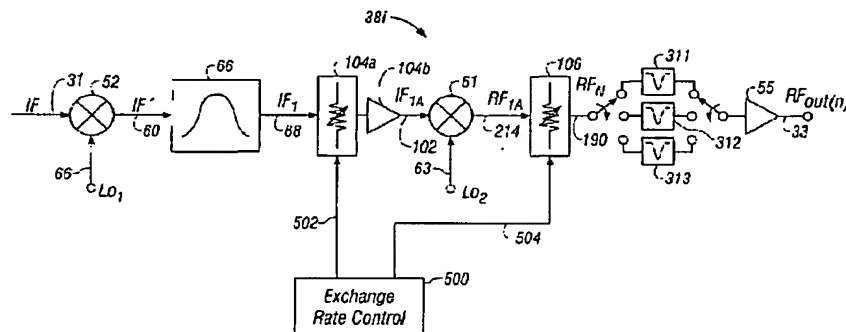 38i
66
104a
104b
106
311
31
52
IF
IF'
60
IF1
68
IF1A
102
61
RF1A
214
RFN
190
312
313
55
RFout(n)
33
66
LO1
63
LO2
502
504
500
Exchange
Rate Control